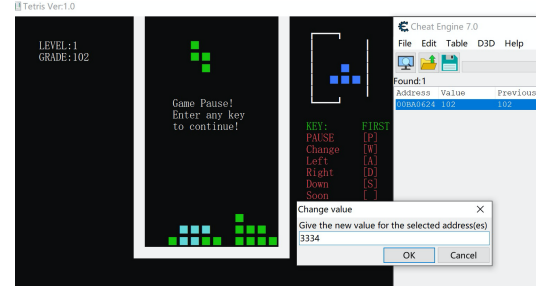 Tetris Ver:1.0
LEVEL:1
GRADE:102
Game Pause!
Enter any key
to continue!
KEY: FIRST
PAUSE [P]
Change [W]
Left [A]
Right [D]
Down [S]
Soon [ ]
Cheat Engine 7.0
File Edit Table D3D Help
Found:1
Address Value Previous
00BA0624 102 102
Change value
Give the new value for the selected address(es)
3334
OK Cancel